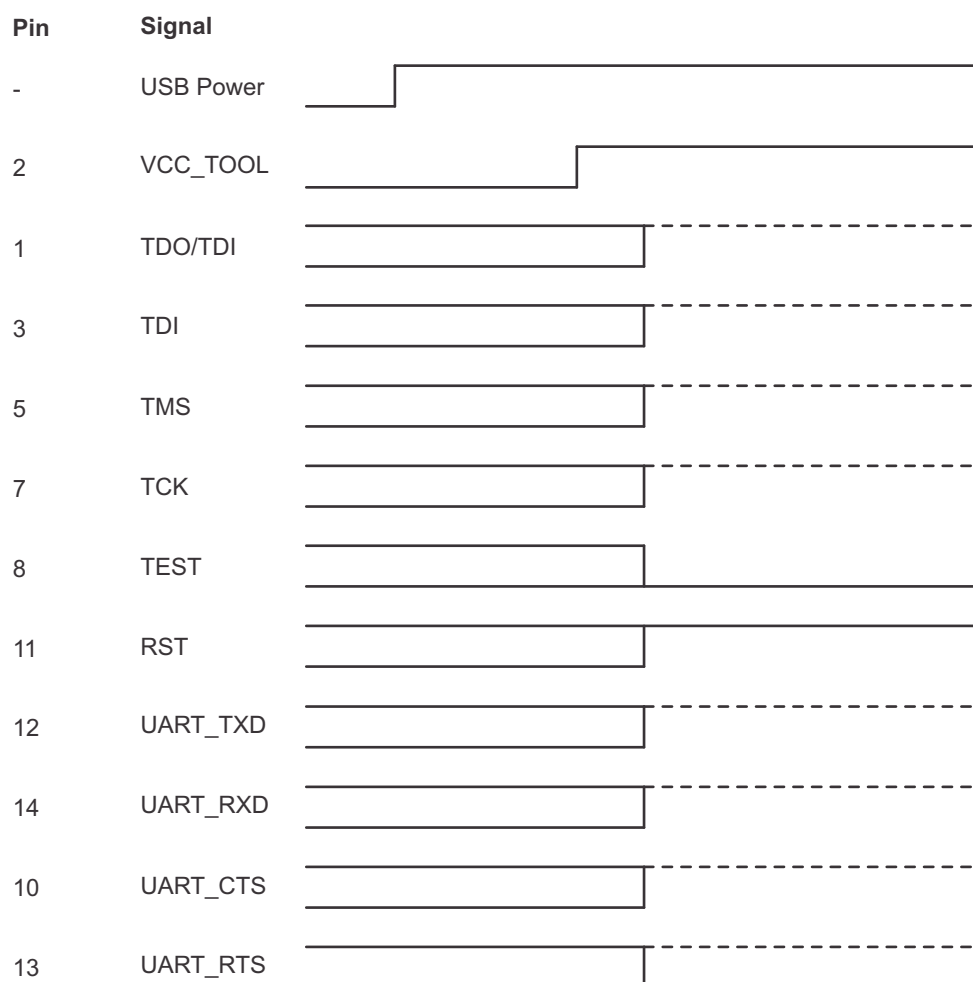 Pin Signal
- USB Power
2 VCC_TOOL
1 TDO/TDI
3 TDI
5 TMS
7 TCK
8 TEST
11 RST
12 UART_TXD
14 UART_RXD
10 UART_CTS
13 UART_RTS